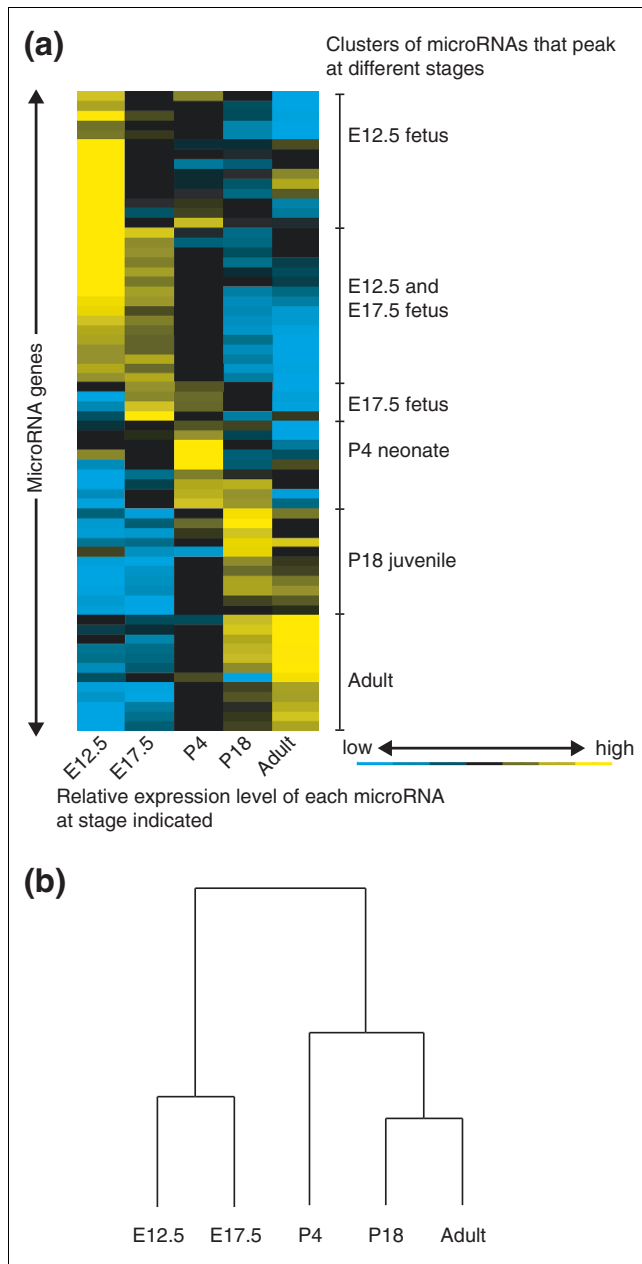 (a)
Clusters of microRNAs that peak
at different stages
MicroRNA genes
E12.5 fetus
E12.5 and
E17.5 fetus
E17.5 fetus
P4 neonate
P18 juvenile
Adult
E12.5
E17.5
P4
P18
Adult
low
high
Relative expression level of each microRNA
at stage indicated
(b)
E12.5
E17.5
P4
P18
Adult